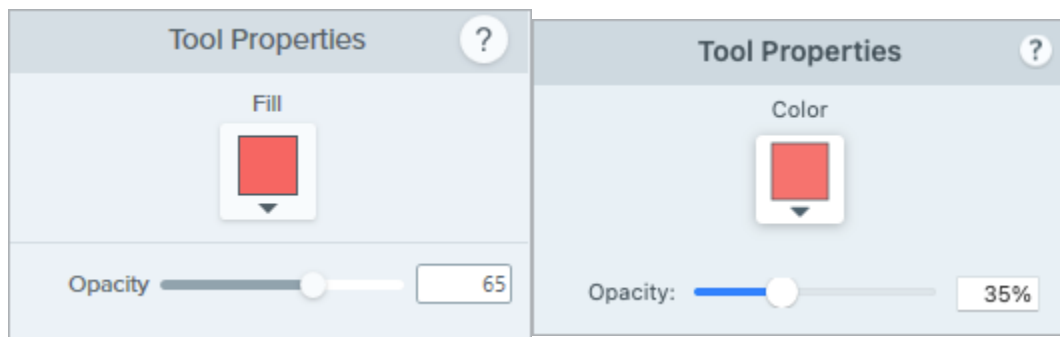 Tool Properties
?
Fill
Opacity
65
Tool Properties
?
Color
Opacity:
35%